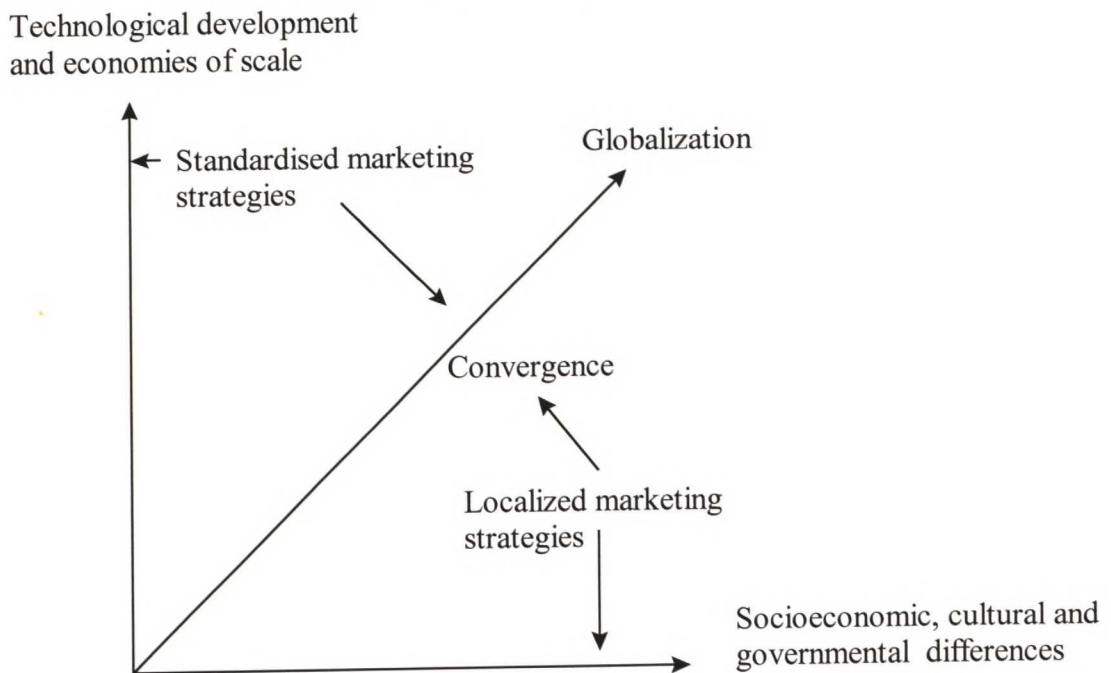 Technological development
and economies of scale
Globalization
Standardised marketing
strategies
Convergence
Localized marketing
strategies
Socioeconomic, cultural and
governmental differences